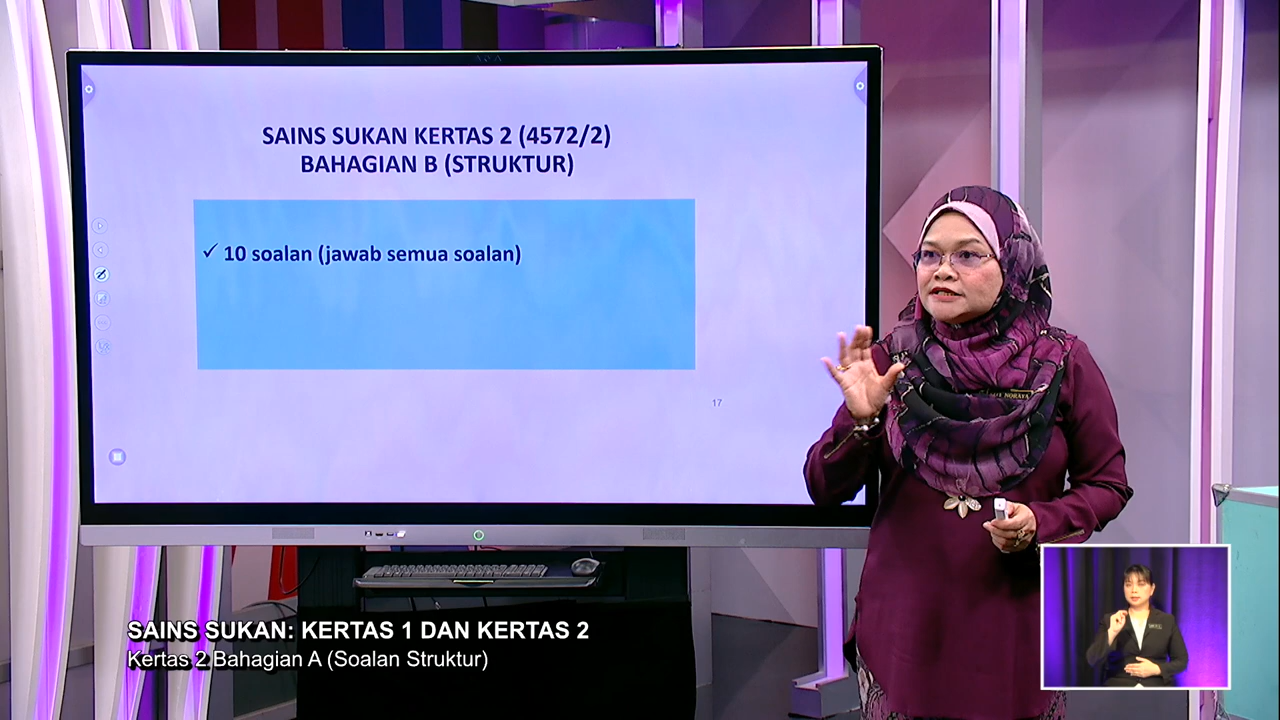 SAINS SUKAN KERTAS 2 (4572/2)
BAHAGIAN B (STRUKTUR)
✓ 10 soalan (jawab semua soalan)
17
SAINS SUKAN: KERTAS 1 DAN KERTAS 2
Kertas 2 Bahagian A (Soalan Struktur)